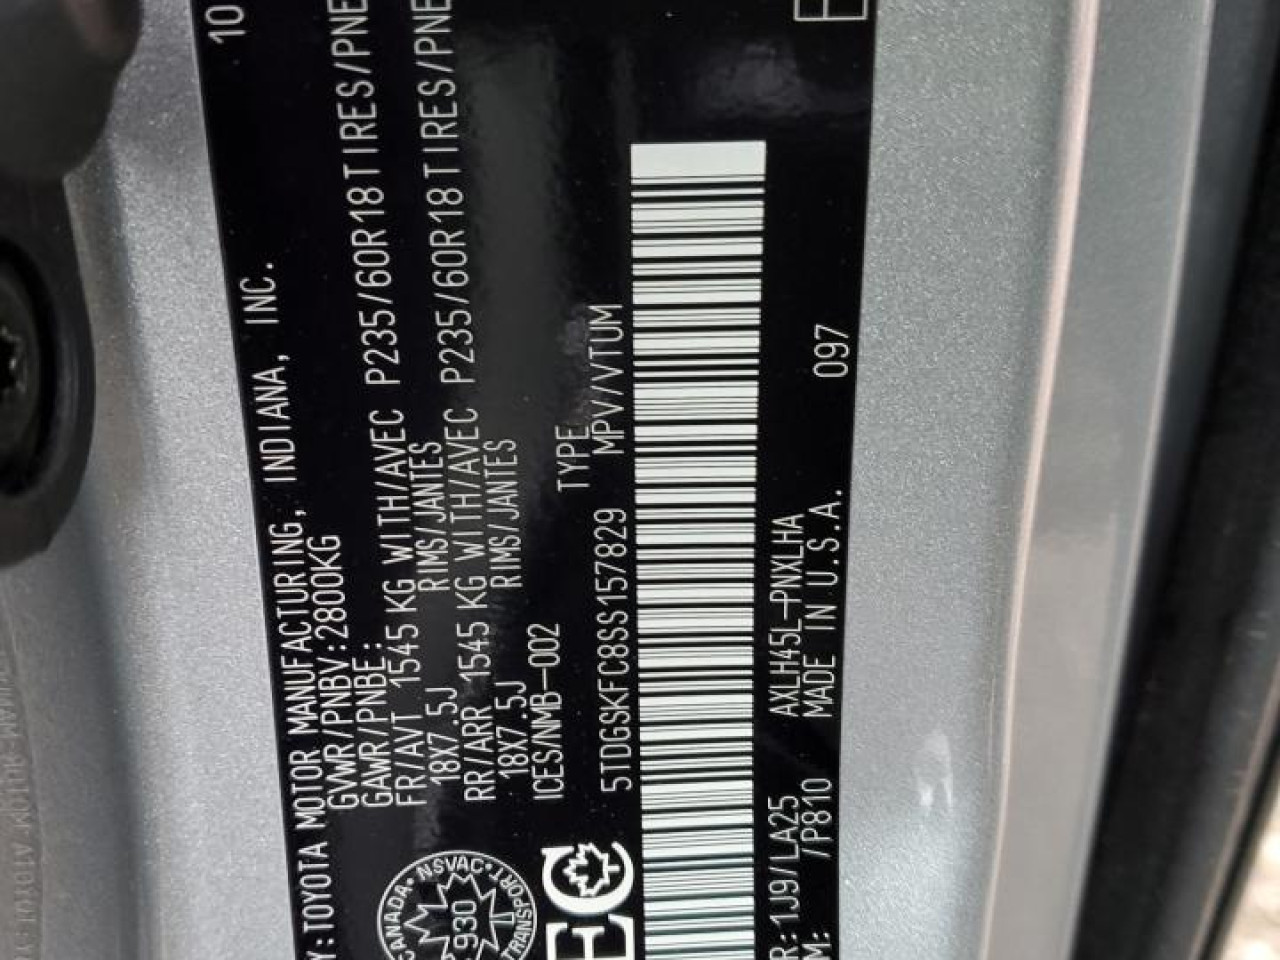 10
Y:TOYOTA MOTOR MANUFACTURING, INDIANA, INC.
GVWR/PNBV:2800KG
GAWR/PNBE:
FR/AVT 1545 KG WITH/AVEC P235/60R18 TIRES/PNE
18X7.5J RIMS/JANTES
RR/ARR 1545 KG WITH/AVEC P235/60R18 TIRES/PNE
18X7.5J RIMS/JANTES
ICES/NMB-002 TYPE
5TDGSKFC8SS157829 MPV/VTUM
CANADA • NSVAC • TRANSPORT
930
EC
R:1J9/LA25 AXLH45L-PNXLHA
M: /P810 MADE IN U.S.A. 097